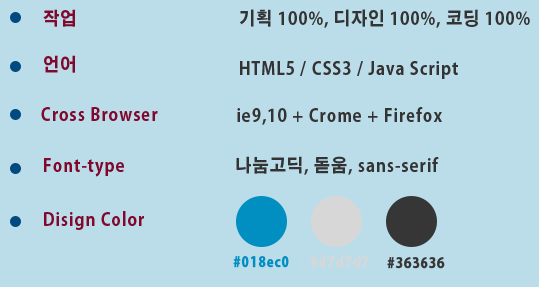 작업 기획 100%, 디자인 100%, 코딩 100%
언어 HTML5 / CSS3 / Java Script
Cross Browser ie9,10 + Crome + Firefox
Font-type 나눔고딕, 돋움, sans-serif
Disign Color
#018ec0 #363636